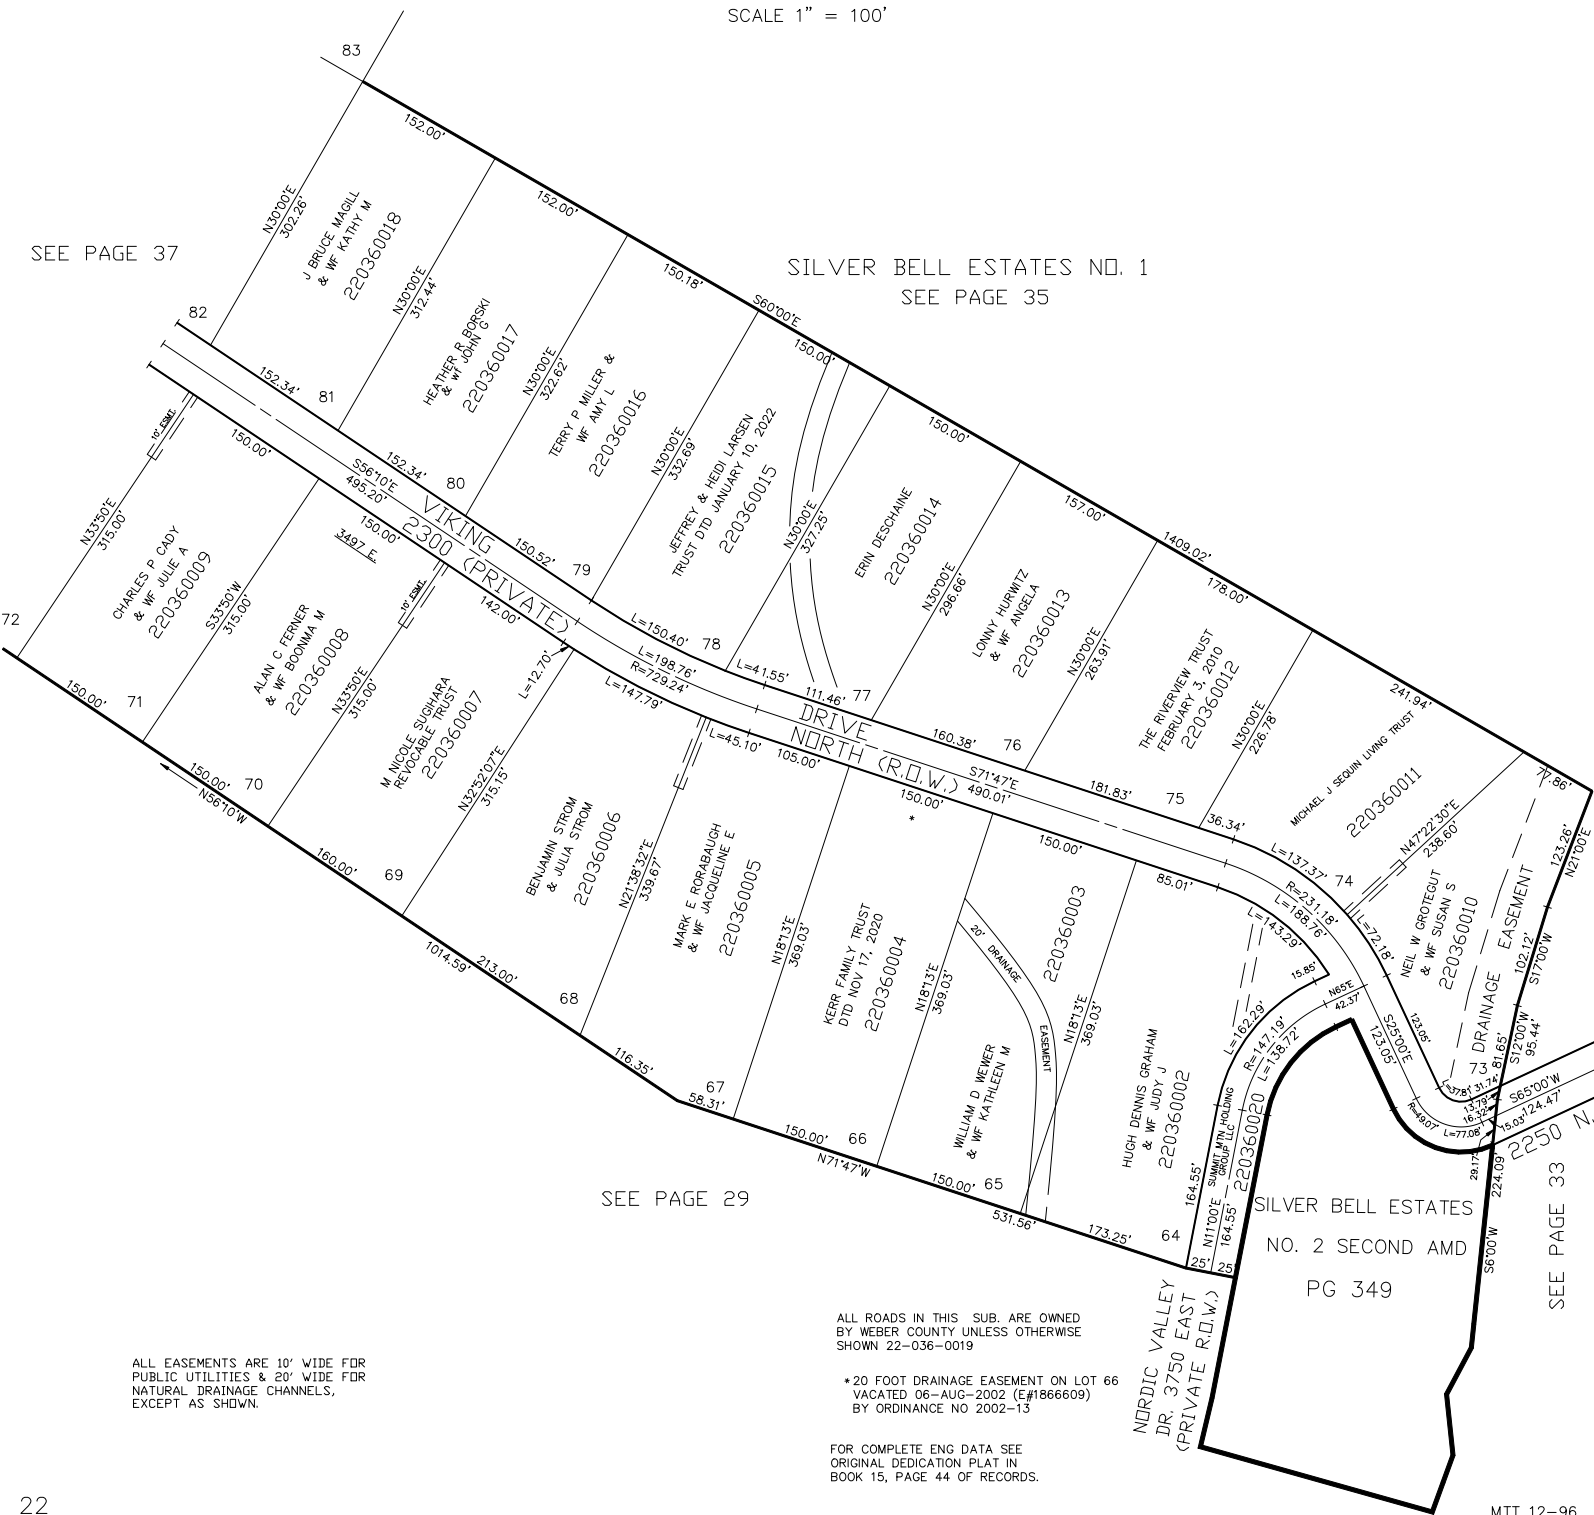 SCALE 1" = 100'
83
152.00'
N30°00'E
302.26'
J BRUCE MAGILL
& WF KATHY M
220360018
SEE PAGE 37
82
152.00'
N30°00'E
312.44'
HEATHER R BORSKI
& wf JOHN G
220360017
81
152.34'
150.18'
S60°00'E
SILVER BELL ESTATES NO. 1
SEE PAGE 35
N30°00'E
322.62'
TERRY P MILLER &
WF AMY L
220360016
80
152.34'
150.00'
N30°00'E
332.69'
JEFFREY & HEIDI LARSEN
TRUST DTD JANUARY 10, 2022
220360015
79
150.52'
150.00'
N30°00'E
327.25'
ERIN DESCHAINE
220360014
78
L=150.40'
157.00'
1409.02'
N30°00'E
296.66'
LONNY HURWITZ
& WF ANGELA
220360013
77
L=41.55'
111.46'
178.00'
N30°00'E
263.91'
THE RIVERVIEW TRUST
FEBRUARY 3, 2010
220360012
76
160.38'
241.94'
N30°00'E
226.78'
MICHAEL J SEQUIN LIVING TRUST
220360011
75
181.83'
36.34'
L=137.37'
74
77.86'
N47°22'30"E
238.60'
NEIL W GROTEGUT
& WF SUSAN S
220360010
L=72.18'
DRAINAGE EASEMENT
123.26'
N21°00'E
102.12'
S17°00'W
S12°00'W
95.44'
81.65'
73
VIKING DRIVE
2300 (PRIVATE) NORTH (R.O.W.)
S56°10'E
495.20'
L=198.76'
R=729.24'
S71°47'E
490.01'
R=231.18'
L=188.76'
S25°00'E
123.05'
123.05'
10' ESMT.
150.00'
N33°50'E
315.00'
CHARLES P CADY
& WF JULIE A
220360009
72
71
150.00'
3497 E.
150.00'
S33°50'W
315.00'
ALAN C FERNER
& WF BOONMA M
220360008
10' ESMT.
70
150.00'
N56°10'W
142.00'
L=12.70'
N33°50'E
315.00'
M NICOLE SUGIHARA
REVOCABLE TRUST
220360007
69
160.00'
L=147.79'
N32°52'07"E
315.15'
BENJAMIN STROM
& JULIA STROM
220360006
68
1014.59'
213.00'
L=45.10'
105.00'
N21°38'32"E
339.67'
MARK E RORABAUGH
& WF JACQUELINE E
220360005
67
116.35'
58.31'
150.00'
*
N18°13'E
369.03'
KERR FAMILY TRUST
DTD NOV 17, 2020
220360004
66
150.00'
N71°47'W
150.00'
N18°13'E
369.03'
220360003
WILLIAM D WEWER
& WF KATHLEEN M
20' DRAINAGE EASEMENT
65
150.00'
531.56'
85.01'
L=143.29'
15.85'
N18°13'E
369.03'
HUGH DENNIS GRAHAM
& WF JUDY J
220360002
64
173.25'
164.55'
L=162.29'
R=147.19'
L=138.72'
N65°E
42.37'
SUMMIT MTN HOLDING
GROUP LLC
220360020
N11°00'E
164.55'
25'
25'
L=37.81'
31.74'
13.79'
16.32'
S65°00'W
124.47'
15.03'
R=49.07'
L=77.08'
29.17'
2250 N.
224.09
S6°00'W
SEE PAGE 33
SILVER BELL ESTATES
NO. 2 SECOND AMD
PG 349
SEE PAGE 29
NORDIC VALLEY
DR. 3750 EAST
(PRIVATE R.O.W.)
ALL ROADS IN THIS SUB. ARE OWNED
BY WEBER COUNTY UNLESS OTHERWISE
SHOWN 22-036-0019
* 20 FOOT DRAINAGE EASEMENT ON LOT 66
VACATED 06-AUG-2002 (E#1866609)
BY ORDINANCE NO 2002-13
FOR COMPLETE ENG DATA SEE
ORIGINAL DEDICATION PLAT IN
BOOK 15, PAGE 44 OF RECORDS.
ALL EASEMENTS ARE 10' WIDE FOR
PUBLIC UTILITIES & 20' WIDE FOR
NATURAL DRAINAGE CHANNELS,
EXCEPT AS SHOWN.
22
MTT 12-96